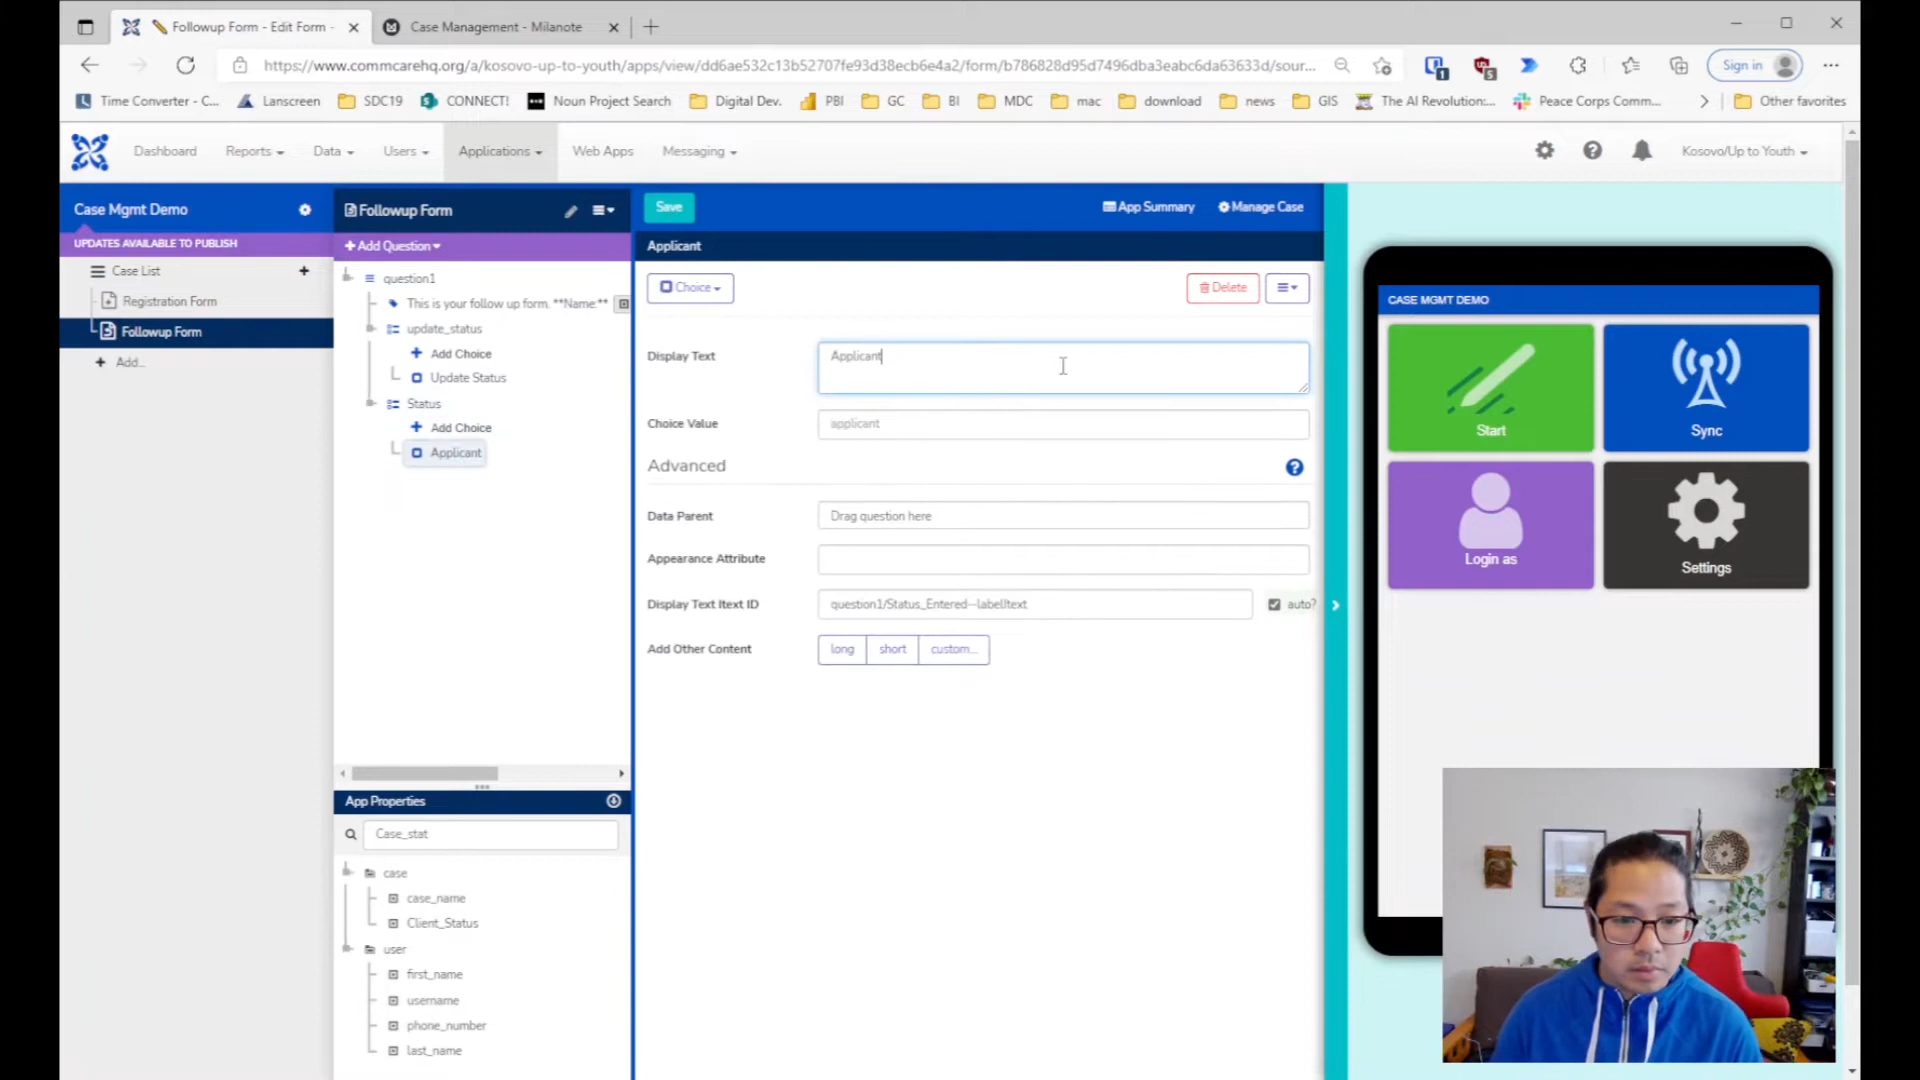 Followup Form - Edit Form -
Case Management - Milanote
https://www.commcarehq.org/a/kosovo-up-to-youth/apps/view/dd6ae532c13b52707fe93d38ecb6e4a2/form/b786828d95d7496dba3eabc6da63633d/sour...
Sign in
Time Converter - C...
Lanscreen
SDC19
CONNECT!
Noun Project Search
Digital Dev.
PBI
GC
BI
MDC
mac
download
news
GIS
The AI Revolution:...
Peace Corps Comm...
Other favorites
Dashboard
Reports
Data
Users
Applications
Web Apps
Messaging
Kosovo/Up to Youth
Case Mgmt Demo
UPDATES AVAILABLE TO PUBLISH
Case List
Registration Form
Followup Form
Add...
Followup Form
Add Question
question1
This is your follow up form. **Name:**
update_status
Add Choice
Update Status
Status
Add Choice
Applicant
App Properties
Case_stat
case
case_name
Client_Status
user
first_name
username
phone_number
last_name
Save
App Summary
Manage Case
Applicant
Choice
Delete
Display Text
Applicant
Choice Value
applicant
Advanced
Data Parent
Drag question here
Appearance Attribute
Display Text Itext ID
question1/Status_Entered--labelItext
auto?
Add Other Content
long
short
custom...
CASE MGMT DEMO
Start
Sync
Login as
Settings